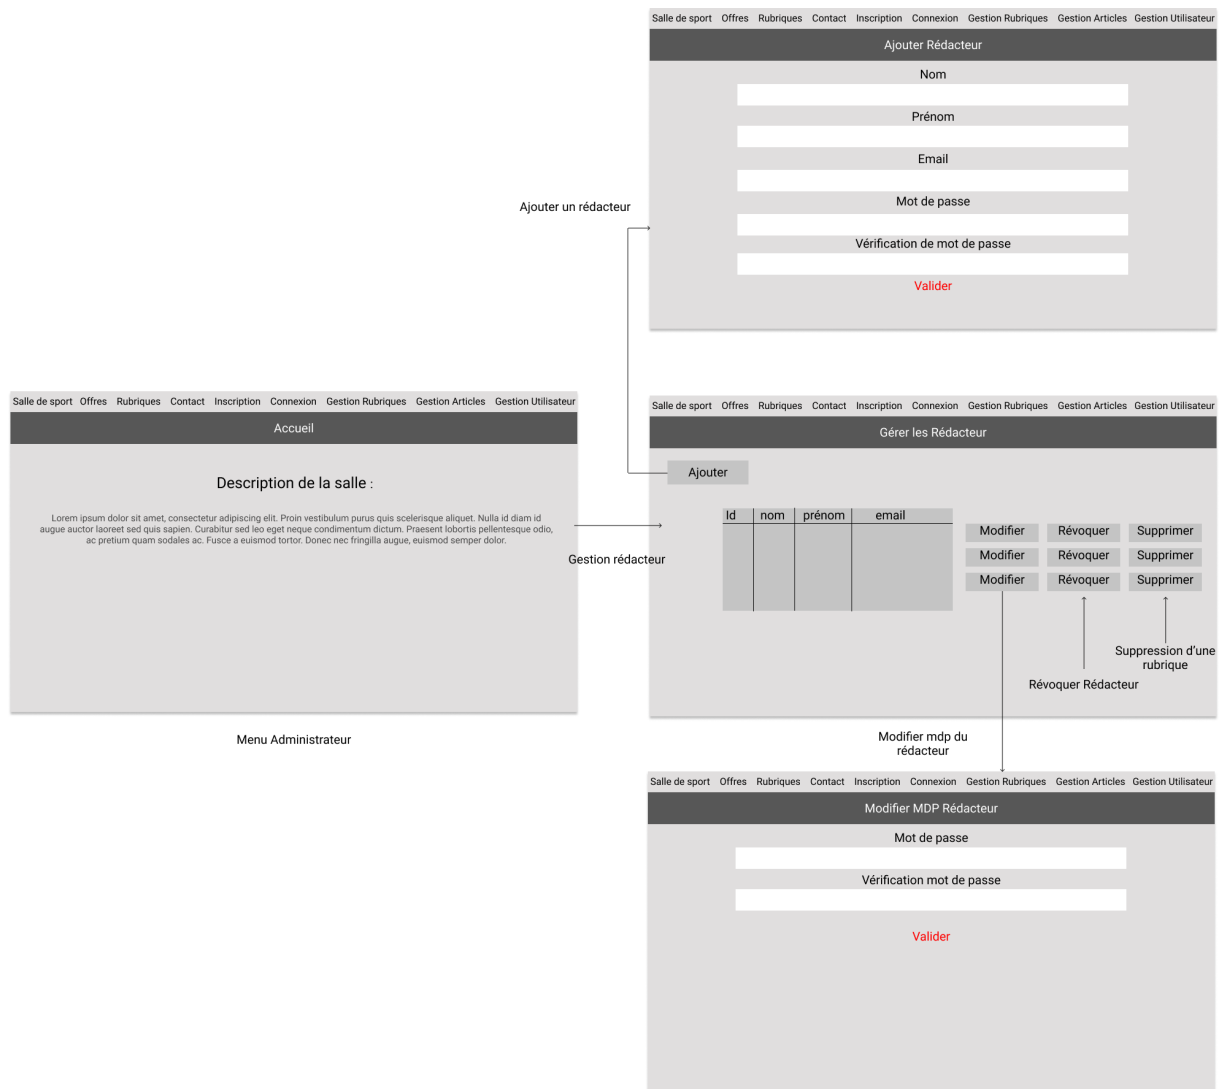 Salle de sport Offres Rubriques Contact Inscription Connexion Gestion Rubriques Gestion Articles Gestion Utilisateur
Ajouter Rédacteur
Nom
Prénom
Email
Mot de passe
Vérification de mot de passe
Valider
Ajouter un rédacteur
Salle de sport Offres Rubriques Contact Inscription Connexion Gestion Rubriques Gestion Articles Gestion Utilisateur
Accueil
Description de la salle :
Lorem ipsum dolor sit amet, consectetur adipiscing elit. Proin vestibulum purus quis scelerisque aliquet. Nulla id diam id
augue auctor laoreet sed quis sapien. Curabitur sed leo eget neque condimentum dictum. Praesent lobortis pellentesque odio,
ac pretium quam sodales ac. Fusce a euismod tortor. Donec nec fringilla augue, euismod semper dolor.
Menu Administrateur
Gestion rédacteur
Salle de sport Offres Rubriques Contact Inscription Connexion Gestion Rubriques Gestion Articles Gestion Utilisateur
Gérer les Rédacteur
Ajouter
Id nom prénom email
Modifier Révoquer Supprimer
Modifier Révoquer Supprimer
Modifier Révoquer Supprimer
Suppression d'une
rubrique
Révoquer Rédacteur
Modifier mdp du
rédacteur
Salle de sport Offres Rubriques Contact Inscription Connexion Gestion Rubriques Gestion Articles Gestion Utilisateur
Modifier MDP Rédacteur
Mot de passe
Vérification mot de passe
Valider